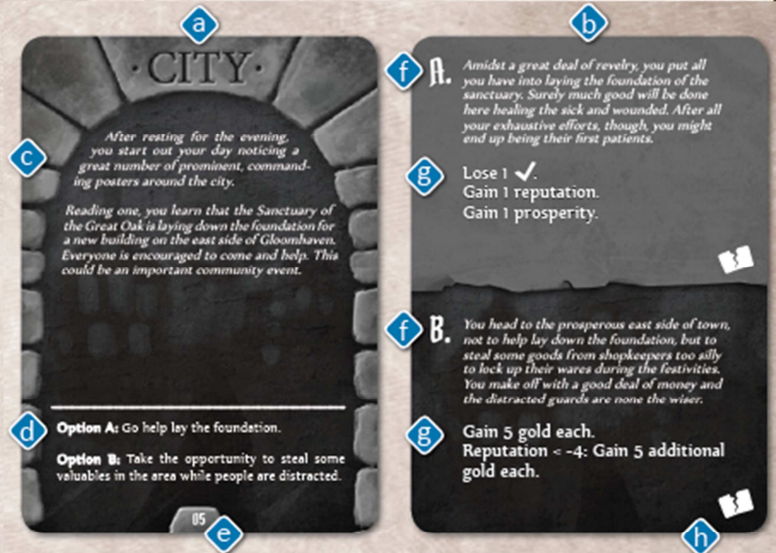 a
b
· CITY ·
c
After resting for the evening,
you start out your day noticing a
great number of prominent, command-
ing posters around the city.
Reading one, you learn that the Sanctuary of
the Great Oak is laying down the foundation for
a new building on the east side of Gloomhaven.
Everyone is encouraged to come and help. This
could be an important community event.
d
Option A: Go help lay the foundation.
Option B: Take the opportunity to steal some
valuables in the area while people are distracted.
05
e
f
A.
Amidst a great deal of revelry, you put all
you have into laying the foundation of the
sanctuary. Surely much good will be done
here healing the sick and wounded. After all
your exhaustive efforts, though, you might
end up being their first patients.
g
Lose 1 ✓.
Gain 1 reputation.
Gain 1 prosperity.
f
B.
You head to the prosperous east side of town,
not to help lay down the foundation, but to
steal some goods from shopkeepers too silly
to lock up their wares during the festivities.
You make off with a good deal of money and
the distracted guards are none the wiser.
g
Gain 5 gold each.
Reputation < -4: Gain 5 additional
gold each.
h